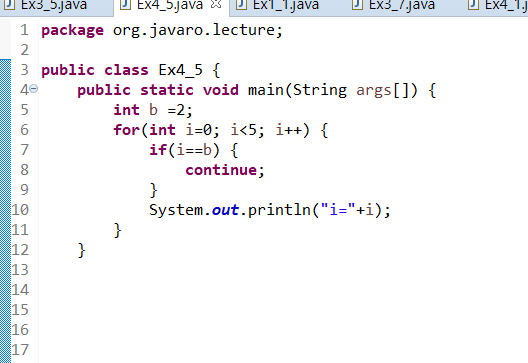 Ex3_5.java Ex4_5.java Ex1_1.java Ex3_7.java Ex4_1.j
1 package org.javaro.lecture;
2
3 public class Ex4_5 {
4 public static void main(String args[]) {
5 int b =2;
6 for(int i=0; i<5; i++) {
7 if(i==b) {
8 continue;
9 }
10 System.out.println("i="+i);
11 }
12 }
13
14
15
16
17